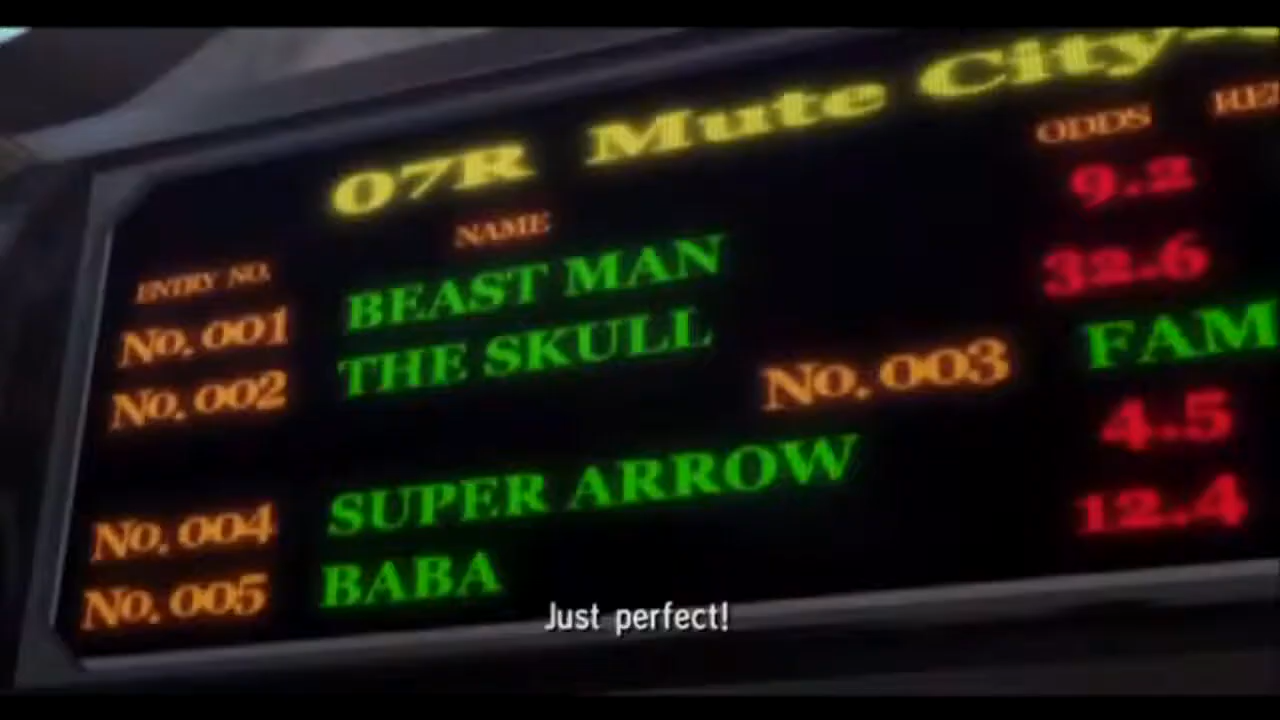 07R Mute City
ENTRY NO. NAME ODDS
No. 001 BEAST MAN 9.2
No. 002 THE SKULL 32.6
No. 003 FAM
No. 004 SUPER ARROW 4.5
No. 005 BABA 12.4
Just perfect!